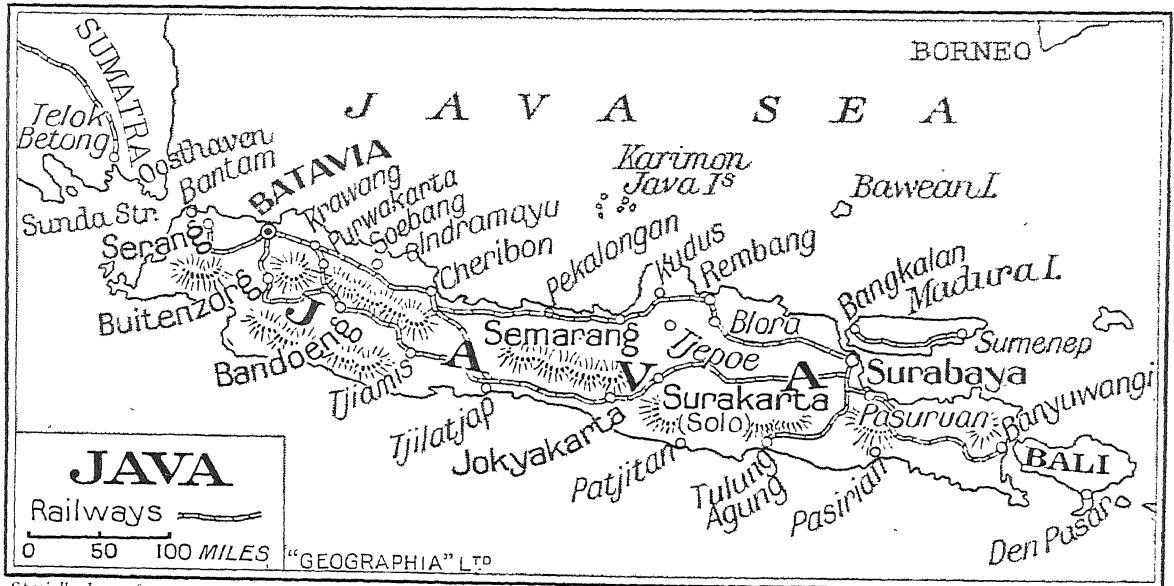 BORNEO
SUMATRA
JAVA SEA
Telok
Betong
Oosthaven
Bantam
BATAVIA
Krawang
Purwakarta
Soebang
Indramayu
Cheribon
Karimon
Java Is
Bawean I.
Sunda Str.
Serang
Pekalongan
Kudus
Rembang
Bangkalan
Madura I.
Buitenzorg
JAVA
Bandoeng
Semarang
Blora
Tjepoe
Sumenep
Surabaya
Tjiamis
Tjilatjap
Jokyakarta
Surakarta
(Solo)
Pasuruan
Banyuwangi
Patjitan
Tulung
Agung
Pasirian
BALI
Den Pasar
JAVA
Railways
0 50 100 MILES
"GEOGRAPHIA" LTD